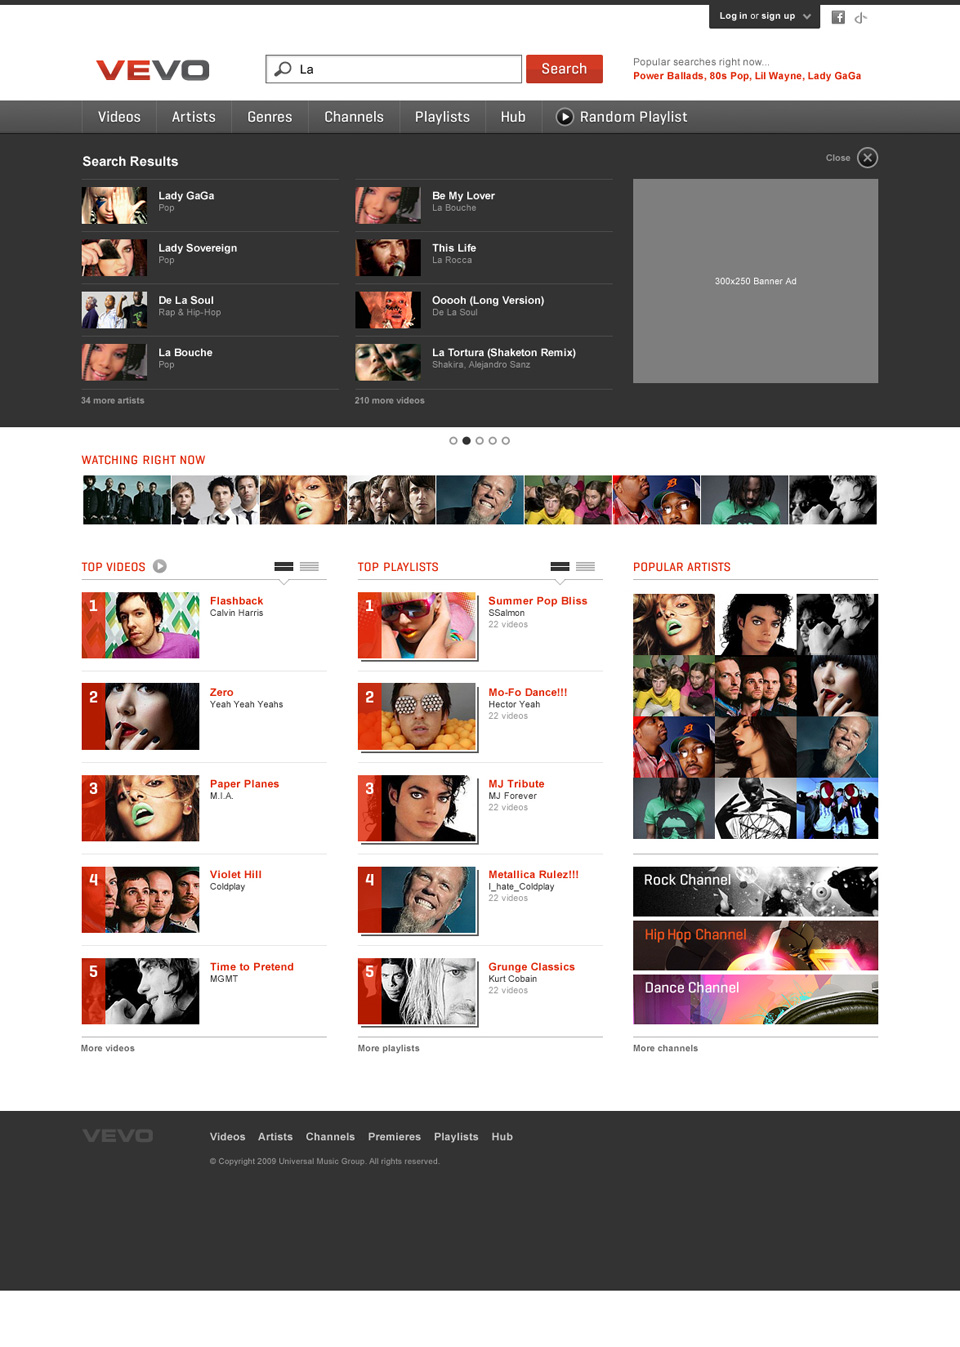 Log in or sign up
VEVO
La
Search
Popular searches right now...
Power Ballads, 80s Pop, Lil Wayne, Lady GaGa
Videos
Artists
Genres
Channels
Playlists
Hub
Random Playlist
Search Results
Close
Lady GaGa
Pop
Lady Sovereign
Pop
De La Soul
Rap & Hip-Hop
La Bouche
Pop
34 more artists
Be My Lover
La Bouche
This Life
La Rocca
Ooooh (Long Version)
De La Soul
La Tortura (Shaketon Remix)
Shakira, Alejandro Sanz
210 more videos
300x250 Banner Ad
WATCHING RIGHT NOW
TOP VIDEOS
1
Flashback
Calvin Harris
2
Zero
Yeah Yeah Yeahs
3
Paper Planes
M.I.A.
4
Violet Hill
Coldplay
5
Time to Pretend
MGMT
More videos
TOP PLAYLISTS
1
Summer Pop Bliss
SSalmon
22 videos
2
Mo-Fo Dance!!!
Hector Yeah
22 videos
3
MJ Tribute
MJ Forever
22 videos
4
Metallica Rulez!!!
I_hate_Coldplay
22 videos
5
Grunge Classics
Kurt Cobain
22 videos
More playlists
POPULAR ARTISTS
Rock Channel
Hip Hop Channel
Dance Channel
More channels
VEVO
Videos Artists Channels Premieres Playlists Hub
© Copyright 2009 Universal Music Group. All rights reserved.